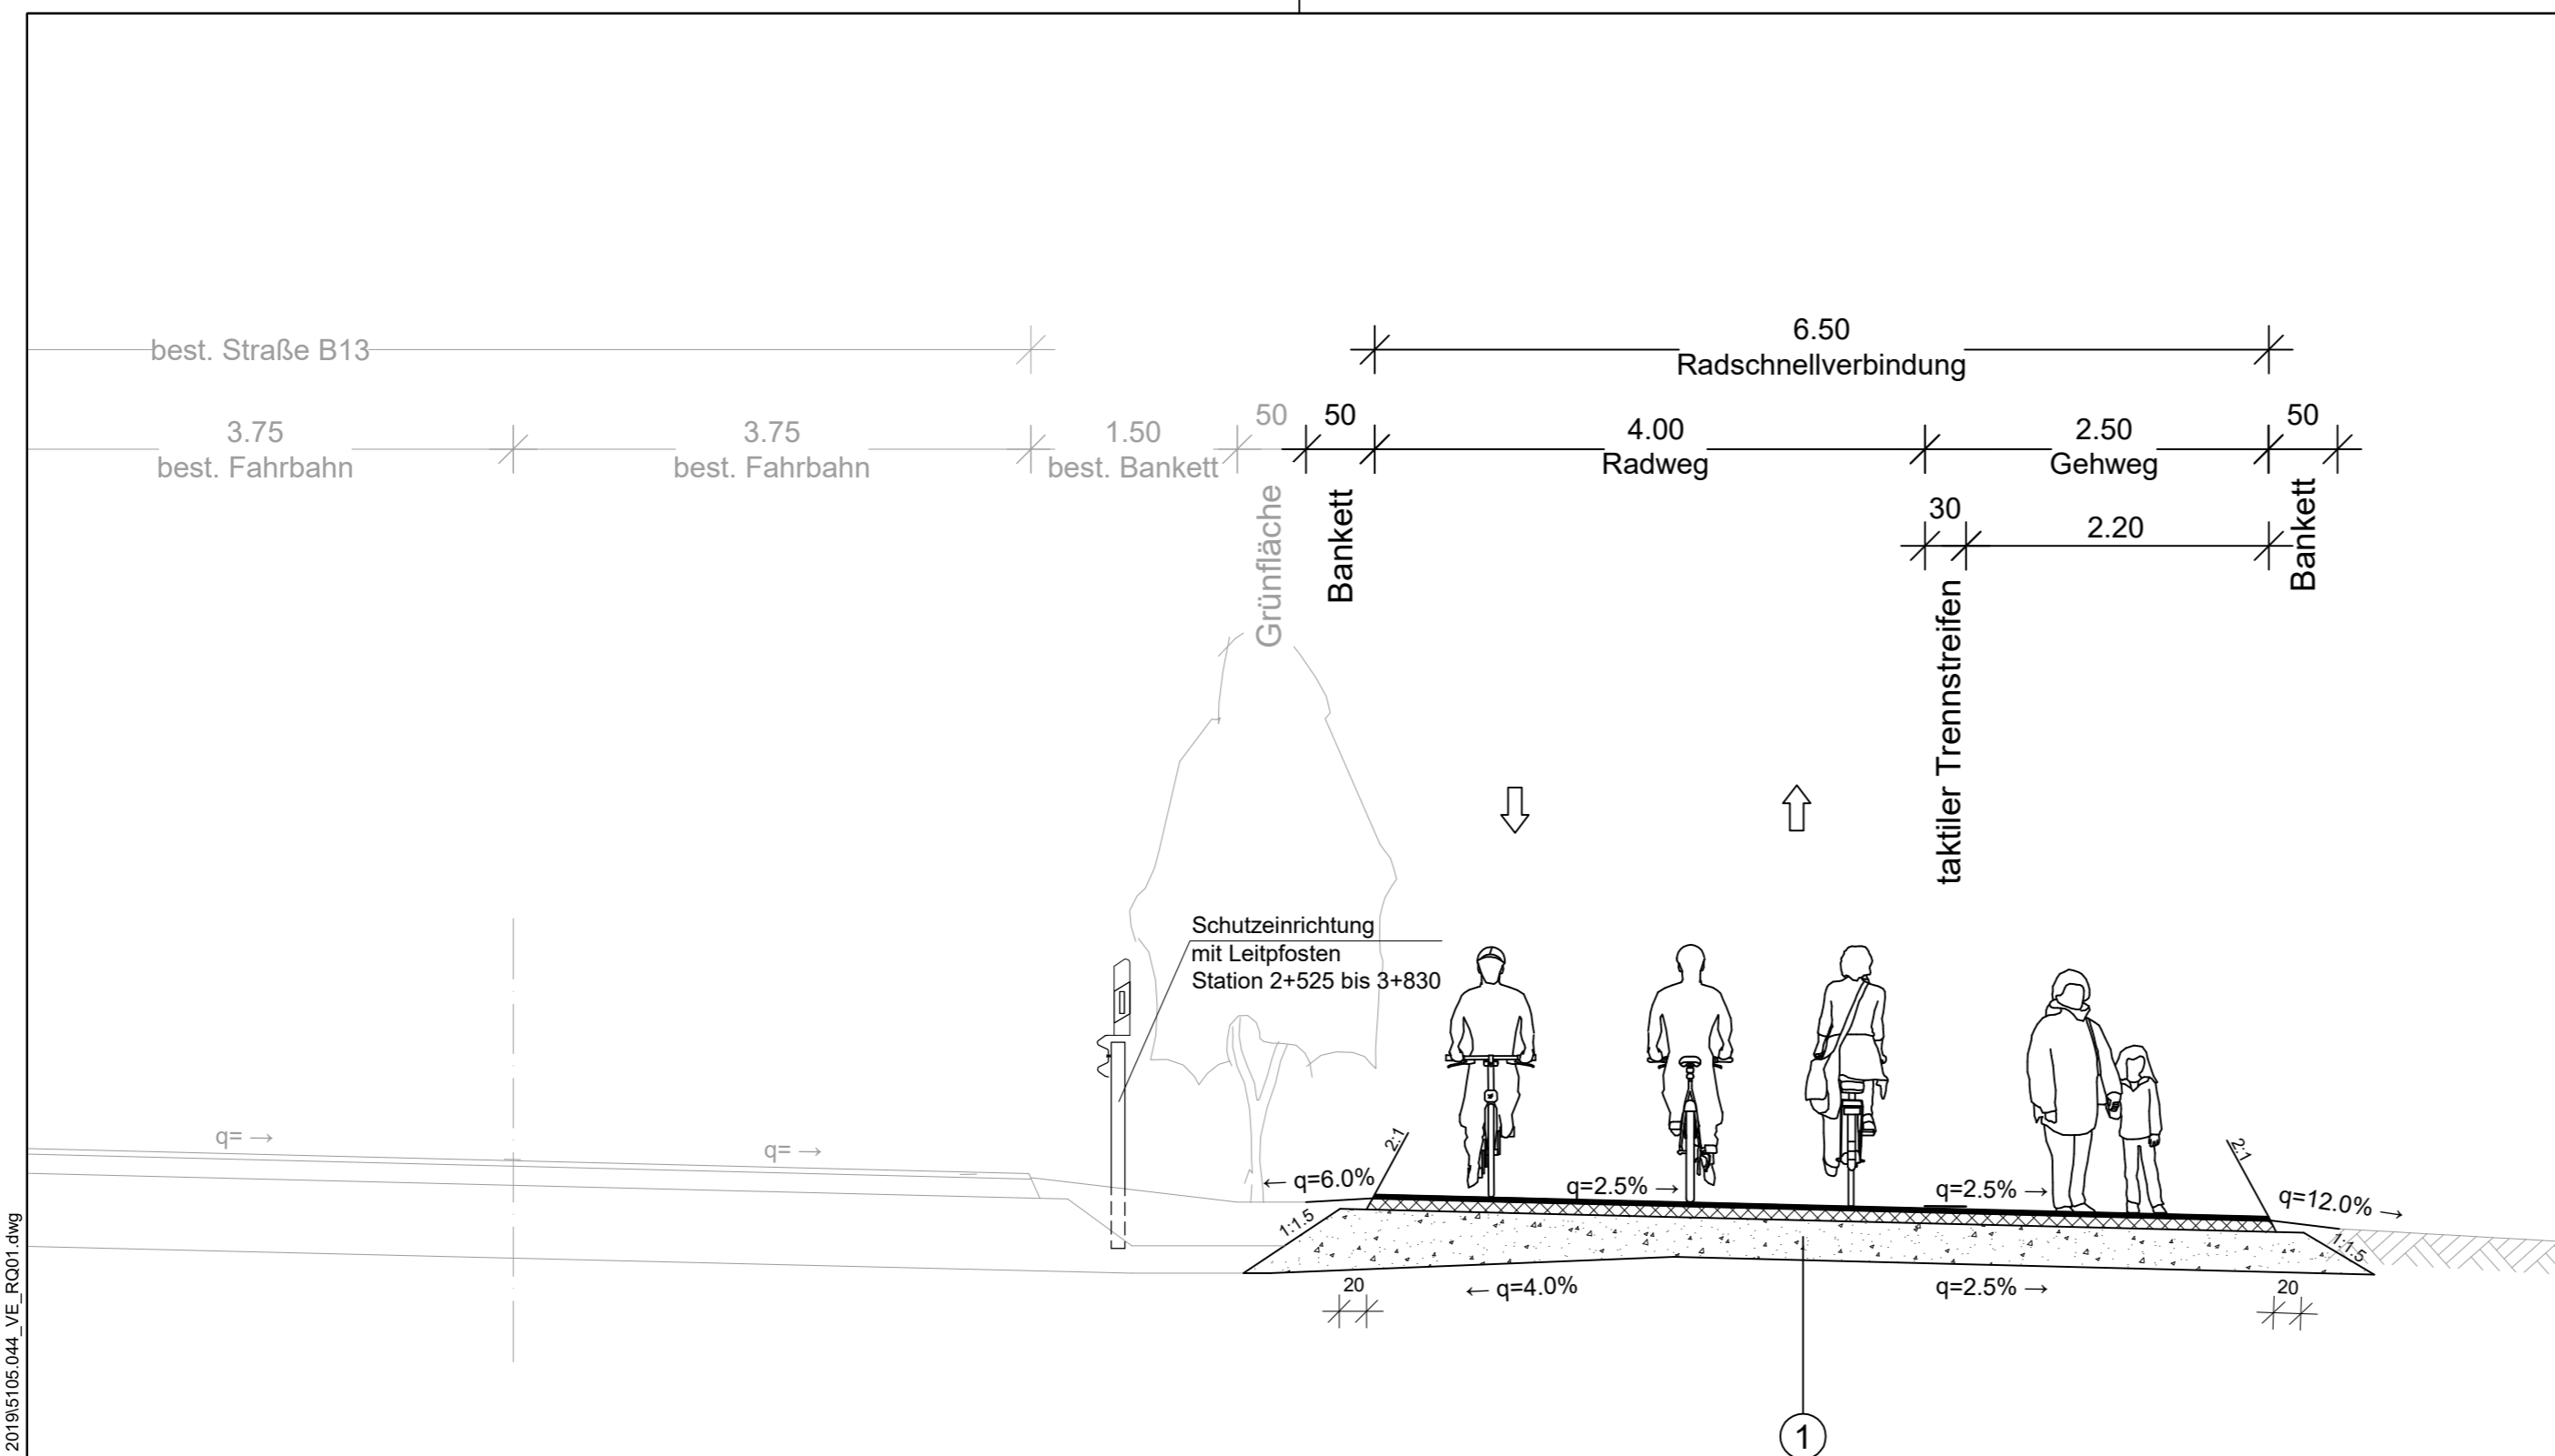 6.50
best. Straße B13
Radschnellverbindung
3.75
3.75
1.50
50
50
4.00
2.50
50
best. Fahrbahn
best. Fahrbahn
best. Bankett
Radweg
Gehweg
Grünfläche
Bankett
Bankett
30
2.20
taktiler Trennstreifen
Schutzeinrichtung
mit Leitpfosten
Station 2+525 bis 3+830
q= →
q= →
2:1
2:1
← q=6.0%
q=2.5% →
q=2.5% →
q=12.0% →
1:1.5
1:1.5
20
← q=4.0%
q=2.5% →
20
1
2019\5105.044_VE_RQ01.dwg